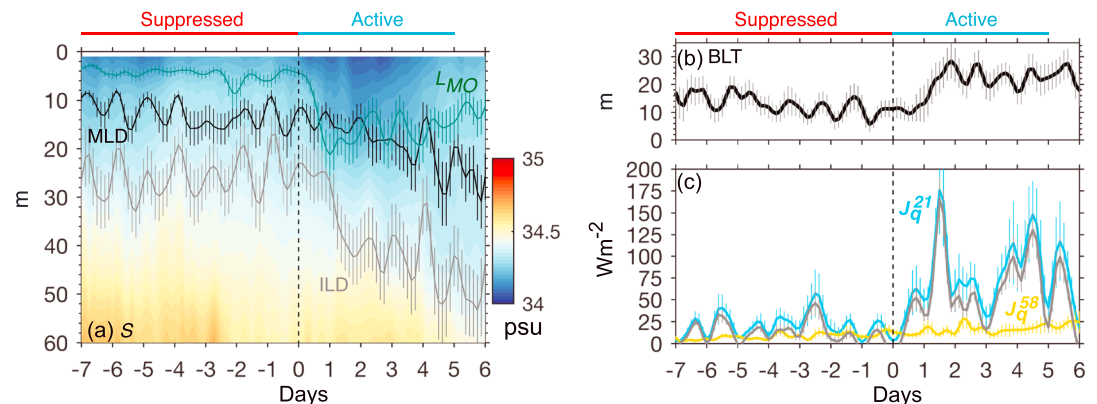 Suppressed Active
0
10
20
30
40
50
60
m
L_MO
MLD
ILD
(a) S
35
34.5
34
psu
-7 -6 -5 -4 -3 -2 -1 0 1 2 3 4 5 6
Days
Suppressed Active
(b) BLT
30
20
10
0
m
(c)
200
175
150
125
100
75
50
25
0
Wm-2
J_q^21
J_q^58
-7 -6 -5 -4 -3 -2 -1 0 1 2 3 4 5 6
Days